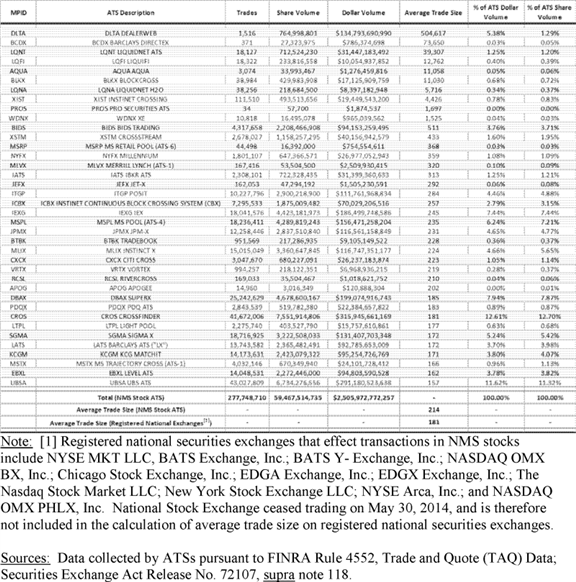 MPID ATS Description Trades Share Volume Dollar Volume Average Trade Size % of ATS Dollar Volume % of ATS Share Volume
DLTA DLTA DEALERWEB 1,516 764,998,803 $134,793,690,990 504,617 5.38% 1.29%
BCDX BCDX BARCLAYS DIRECTEX 371 27,323,975 $786,374,698 73,650 0.03% 0.05%
LQNT LIQUIDNET ATS 18,127 712,524,230 $31,047,183,492 39,307 1.25% 1.20%
LQFI LQFI LIQUIFI 18,322 233,816,558 $10,054,937,852 12,762 0.40% 0.39%
AQUA AQUA AQUA 3,074 33,993,467 $1,276,459,816 11,058 0.05% 0.06%
BLKX BLKX BLOCKCROSS 38,984 429,983,908 $17,125,809,759 11,030 0.68% 0.72%
LQNA LQNA LIQUIDNET H2O 38,256 218,684,500 $8,397,182,948 5,716 0.34% 0.37%
XIST XIST INSTINET CROSSING 111,510 493,513,656 $19,449,543,200 4,426 0.78% 0.83%
PROS PROS PRO SECURITIES ATS 34 57,700 $1,874,537 1,697 0.00% 0.00%
WDNX WDNX XE 10,818 16,495,078 $965,039,562 1,525 0.04% 0.03%
BIDS BIDS BIDS TRADING 4,317,658 2,208,466,908 $94,153,259,495 511 3.76% 3.71%
XSTM XSTM CROSSSTREAM 2,678,027 1,158,257,295 $40,156,942,579 433 1.60% 1.95%
MSRP MSRP MS RETAIL POOL (ATS-6) 44,498 16,392,000 $754,554,611 368 0.03% 0.03%
NYFX NYFX MILLENNIUM 1,801,107 647,366,571 $26,977,052,943 359 1.08% 1.09%
MLVX MLVX MERRILL LYNCH (ATS-1) 167,416 53,504,500 $2,509,930,415 320 0.10% 0.09%
IATS IATS IBKR ATS 2,308,101 722,528,435 $31,399,360,633 313 1.25% 1.21%
JEFX JEFX JET-X 162,053 47,294,192 $1,505,230,591 292 0.06% 0.08%
ITGP ITGP POSIT 10,227,796 2,900,218,900 $111,761,968,834 284 4.46% 4.88%
ICBX ICBX INSTINET CONTINUOUS BLOCK CROSSING SYSTEM (CBX) 7,295,533 1,875,009,482 $70,029,206,516 257 2.79% 3.15%
IEXG IEXG IEX 18,041,576 4,423,181,973 $186,499,748,586 245 7.44% 7.44%
MSPL MSPL MS POOL (ATS-4) 18,236,411 4,289,819,243 $156,471,258,204 235 6.24% 7.21%
JPMX JPMX JPM-X 12,258,446 2,837,510,840 $116,561,158,849 231 4.65% 4.77%
BTBK BTBK TRADEBOOK 951,569 217,286,935 $9,105,149,522 228 0.36% 0.37%
MLIX MLIX INSTINCT X 15,015,049 3,360,647,845 $116,747,351,177 224 4.66% 5.65%
CXCX CXCX CITI CROSS 3,047,670 680,227,091 $26,237,183,874 223 1.05% 1.14%
VRTX VRTX VORTEX 994,257 218,122,351 $6,968,936,215 219 0.28% 0.37%
RCSL RCSL RIVERCROSS 169,033 35,504,467 $1,018,621,752 210 0.04% 0.06%
APOG APOG APOGEE 14,960 3,016,349 $120,888,304 202 0.00% 0.01%
DBAX DBAX SUPERX 25,242,629 4,678,600,167 $199,074,916,743 185 7.94% 7.87%
PDQX PDQX PDQ ATS 2,843,539 519,782,380 $22,384,657,822 183 0.89% 0.87%
CROS CROS CROSSFINDER 41,672,006 7,551,914,806 $315,945,661,169 181 12.61% 12.70%
LTPL LTPL LIGHT POOL 2,275,740 403,527,790 $15,757,610,861 177 0.63% 0.68%
SGMA SGMA SIGMA X 18,716,925 3,222,508,033 $131,407,703,348 172 5.24% 5.42%
LATS LATS BARCLAYS ATS ("LX") 13,743,582 2,365,482,491 $92,785,653,009 172 3.70% 3.98%
KCGM KCGM KCG MATCHIT 14,173,631 2,423,079,322 $95,254,726,769 171 3.80% 4.07%
MSTX MSTX MS TRAJECTORY CROSS (ATS-1) 4,032,146 670,349,940 $24,101,728,432 166 0.96% 1.13%
EBXL EBXL LEVEL ATS 14,048,531 2,272,446,000 $94,803,590,528 162 3.78% 3.82%
UBSA UBSA UBS ATS 43,027,809 6,734,276,556 $291,180,523,638 157 11.62% 11.32%
Total (NMS Stock ATS) 277,748,710 59,467,514,735 $2,505,972,772,257 - 100.00% 100.00%
Average Trade Size (NMS Stock ATS) - - - 214 - -
Average Trade Size (Registered National Exchanges[1]) - - - 181 - -
Note: [1] Registered national securities exchanges that effect transactions in NMS stocks
include NYSE MKT LLC, BATS Exchange, Inc.; BATS Y- Exchange, Inc.; NASDAQ OMX
BX, Inc.; Chicago Stock Exchange, Inc.; EDGA Exchange, Inc.; EDGX Exchange, Inc.; The
Nasdaq Stock Market LLC; New York Stock Exchange LLC; NYSE Arca, Inc.; and NASDAQ
OMX PHLX, Inc. National Stock Exchange ceased trading on May 30, 2014, and is therefore
not included in the calculation of average trade size on registered national securities exchanges.
Sources: Data collected by ATSs pursuant to FINRA Rule 4552, Trade and Quote (TAQ) Data;
Securities Exchange Act Release No. 72107, supra note 118.